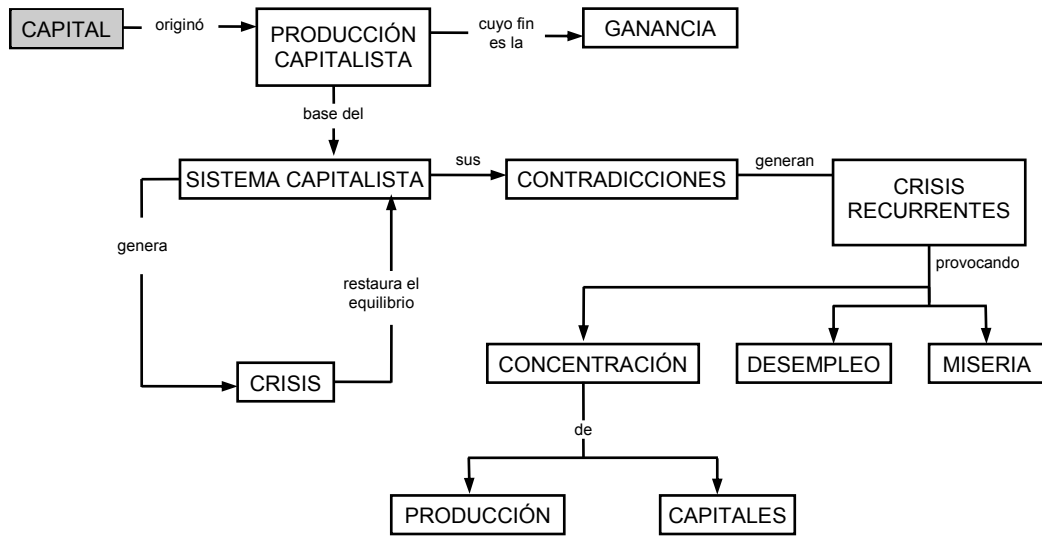 CAPITAL
originó
PRODUCCIÓN
CAPITALISTA
cuyo fin
es la
GANANCIA
base del
SISTEMA CAPITALISTA
sus
CONTRADICCIONES
generan
CRISIS
RECURRENTES
genera
restaura el
equilibrio
provocando
CRISIS
CONCENTRACIÓN
DESEMPLEO
MISERIA
de
PRODUCCIÓN
CAPITALES